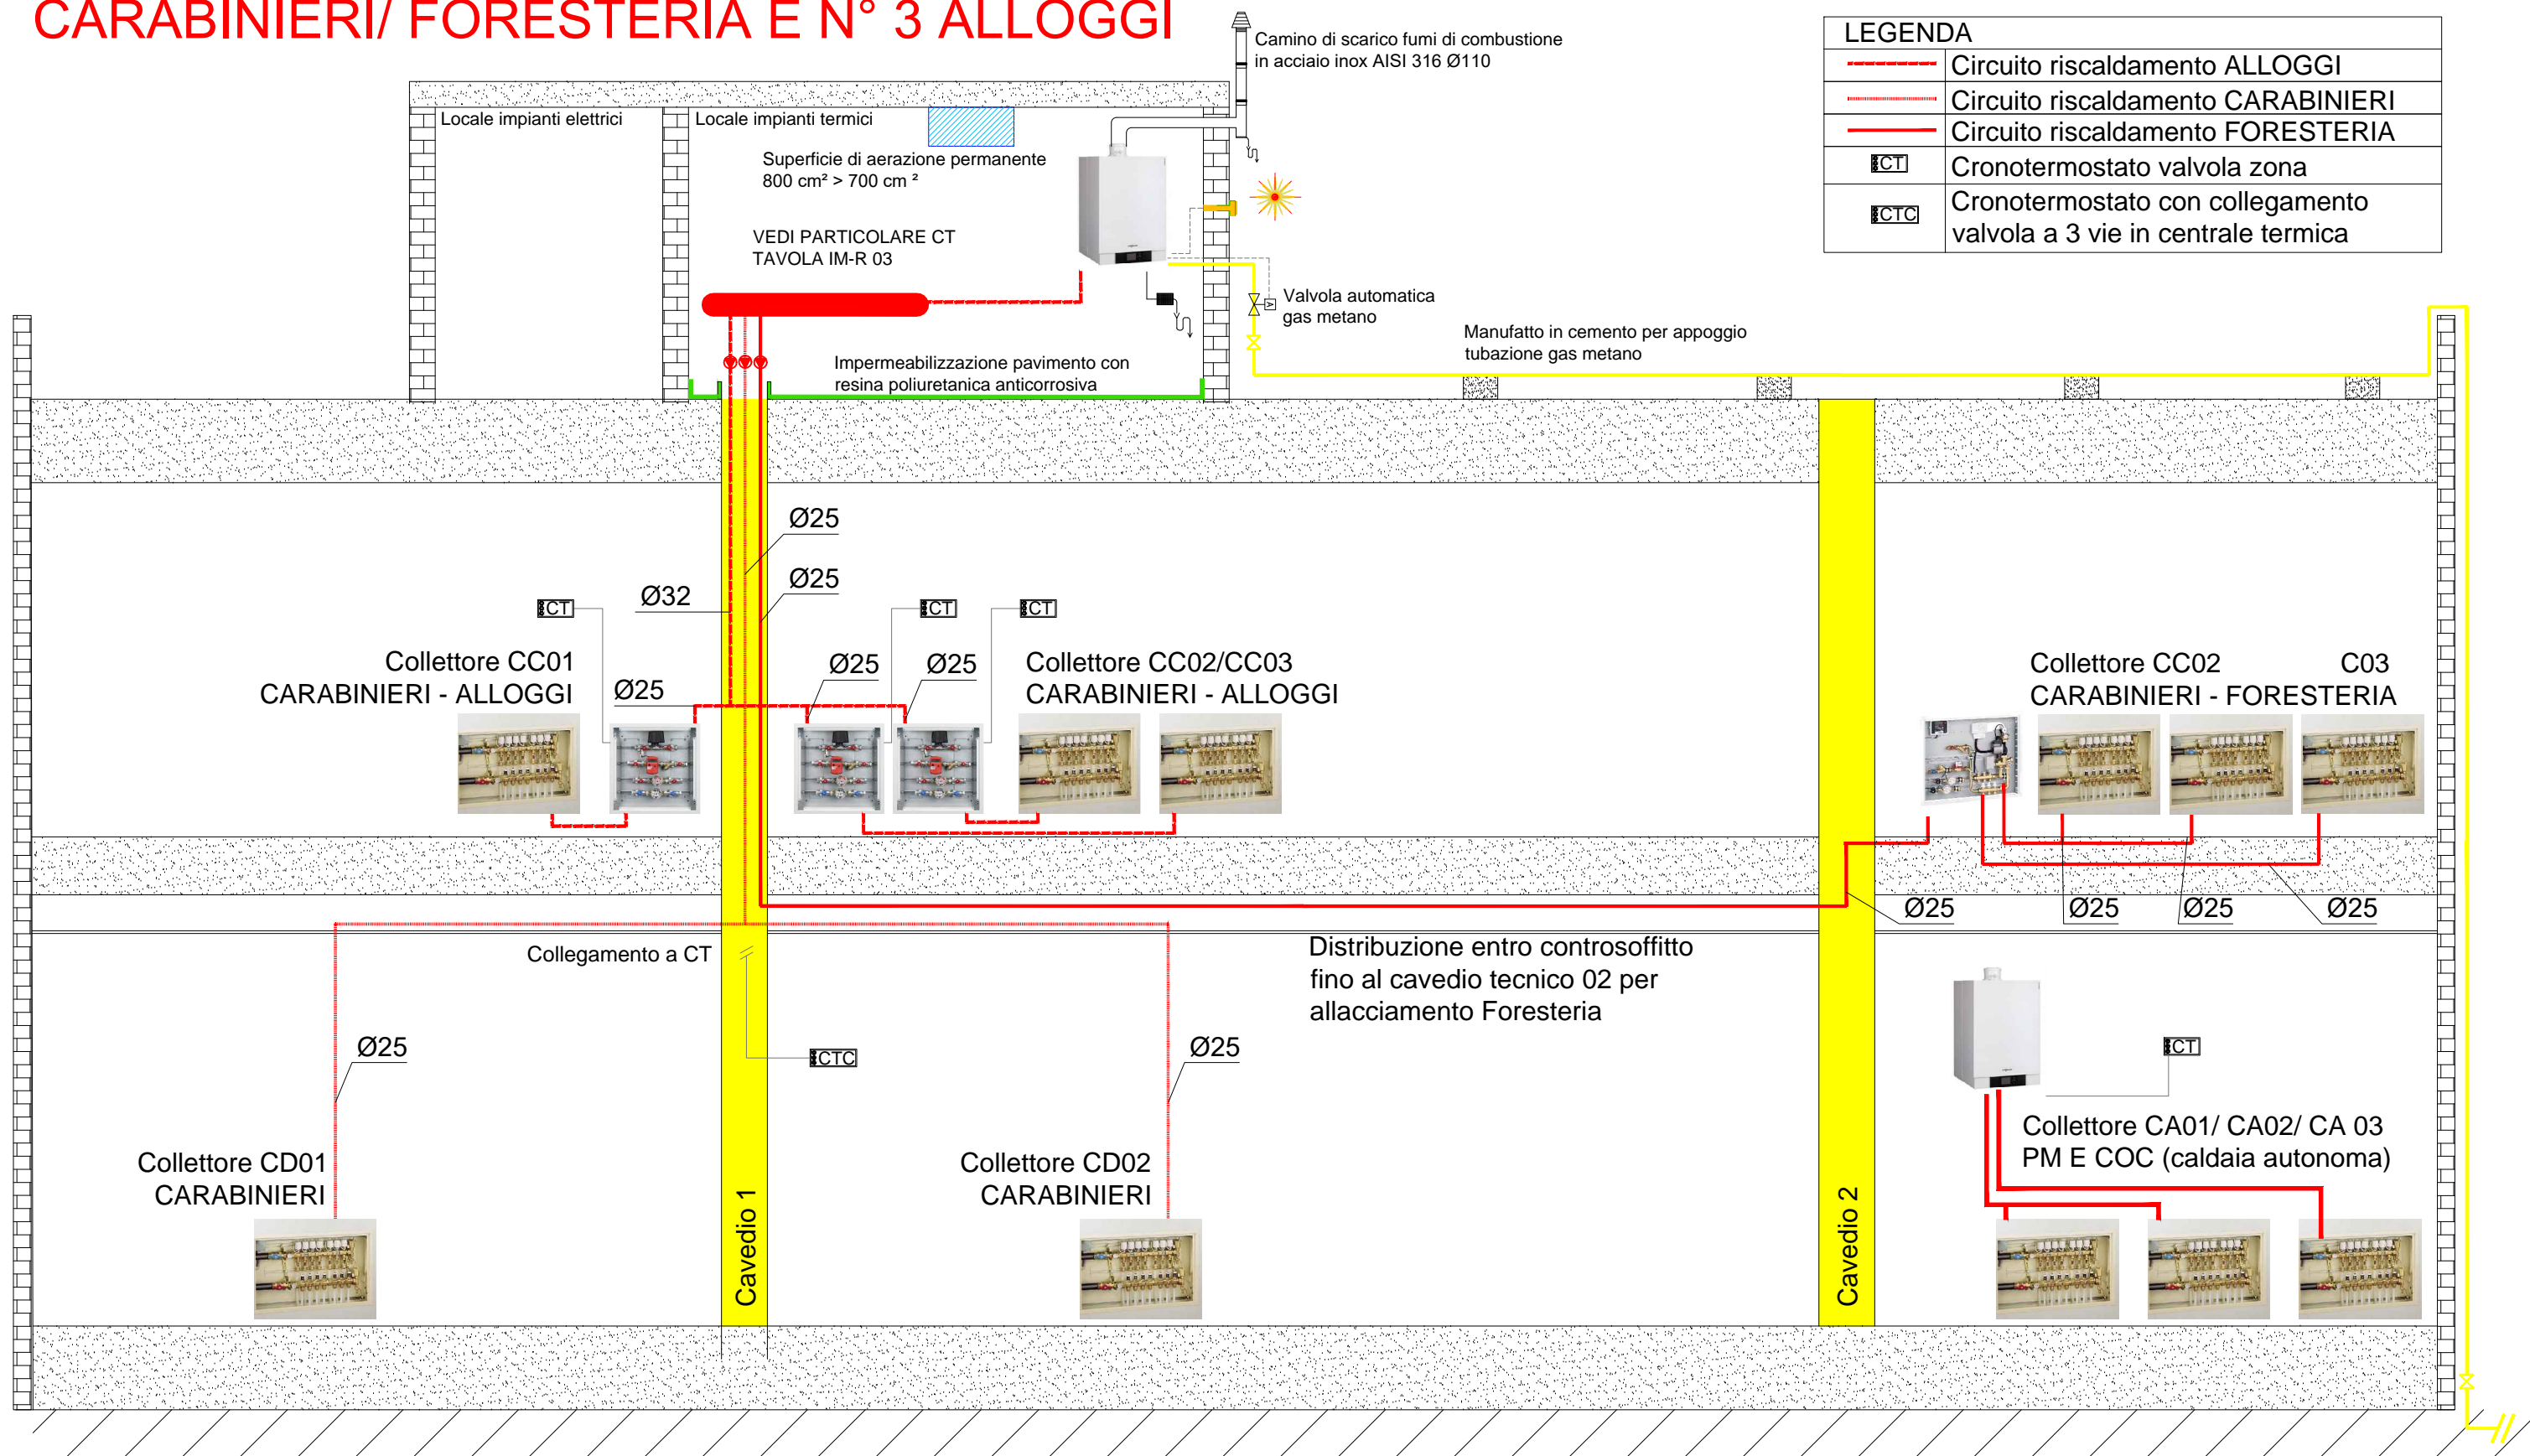 CARABINIERI/ FORESTERIA E N° 3 ALLOGGI
Camino di scarico fumi di combustione
in acciaio inox AISI 316 Ø110
LEGENDA
Circuito riscaldamento ALLOGGI
Circuito riscaldamento CARABINIERI
Circuito riscaldamento FORESTERIA
CT
Cronotermostato valvola zona
CTC
Cronotermostato con collegamento
valvola a 3 vie in centrale termica
Locale impianti elettrici
Locale impianti termici
Superficie di aerazione permanente
800 cm² > 700 cm ²
VEDI PARTICOLARE CT
TAVOLA IM-R 03
Valvola automatica
gas metano
Manufatto in cemento per appoggio
tubazione gas metano
Impermeabilizzazione pavimento con
resina poliuretanica anticorrosiva
Ø25
Ø25
Ø32
CT
CT
CT
Collettore CC01
CARABINIERI - ALLOGGI
Ø25
Ø25
Ø25
Collettore CC02/CC03
CARABINIERI - ALLOGGI
Collettore CC02 C03
CARABINIERI - FORESTERIA
Ø25
Ø25
Ø25
Ø25
Collegamento a CT
Distribuzione entro controsoffitto
fino al cavedio tecnico 02 per
allacciamento Foresteria
Ø25
CTC
Ø25
CT
Collettore CD01
CARABINIERI
Collettore CD02
CARABINIERI
Collettore CA01/ CA02/ CA 03
PM E COC (caldaia autonoma)
Cavedio 1
Cavedio 2